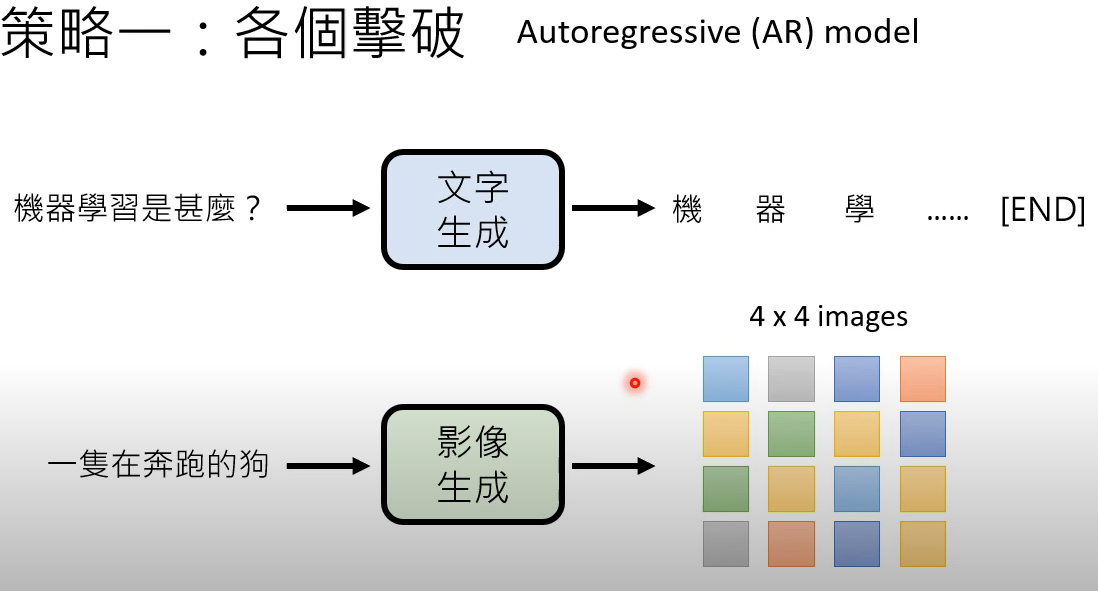 策略一：各個擊破 Autoregressive (AR) model
機器學習是甚麼？
文字
生成
機 器 學 …… [END]
4 x 4 images
一隻在奔跑的狗
影像
生成